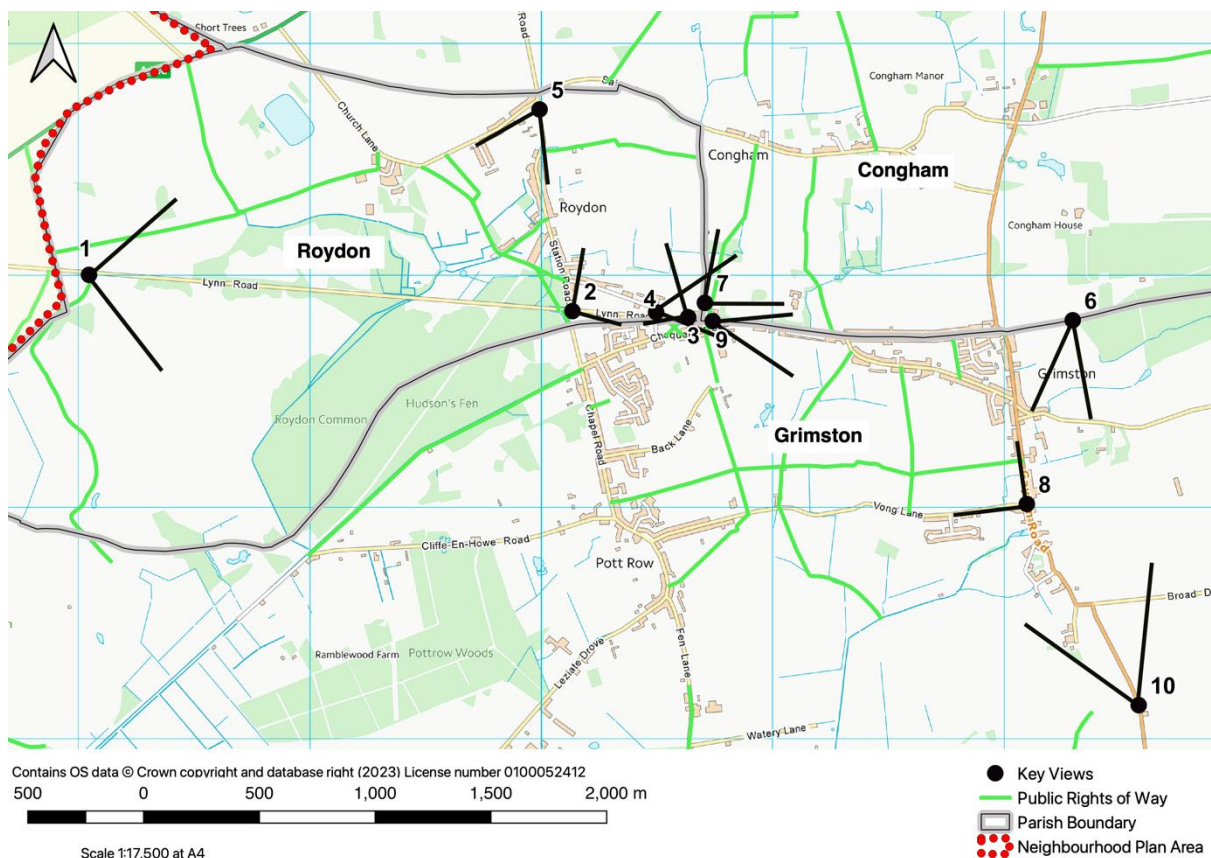 Short Trees
Road
5
Congham Manor
Church Lane
Congham
Congham
Roydon
Congham House
1
Roydon
Station Road
Lynn Road
2
4
7
6
Lynn Road
3
9
Grimston
Hudson's Fen
Roydon Common
Chapel Road
Back Lane
Grimston
8
Vong Lane
Road
Cliffe-En-Howe Road
Pott Row
Broad D
Ramblewood Farm
Pottrow Woods
Leziate Drove
Fen Lane
10
Watery Lane
Contains OS data © Crown copyright and database right (2023) License number 0100052412
500 0 500 1,000 1,500 2,000 m
Scale 1:17,500 at A4
Key Views
Public Rights of Way
Parish Boundary
Neighbourhood Plan Area